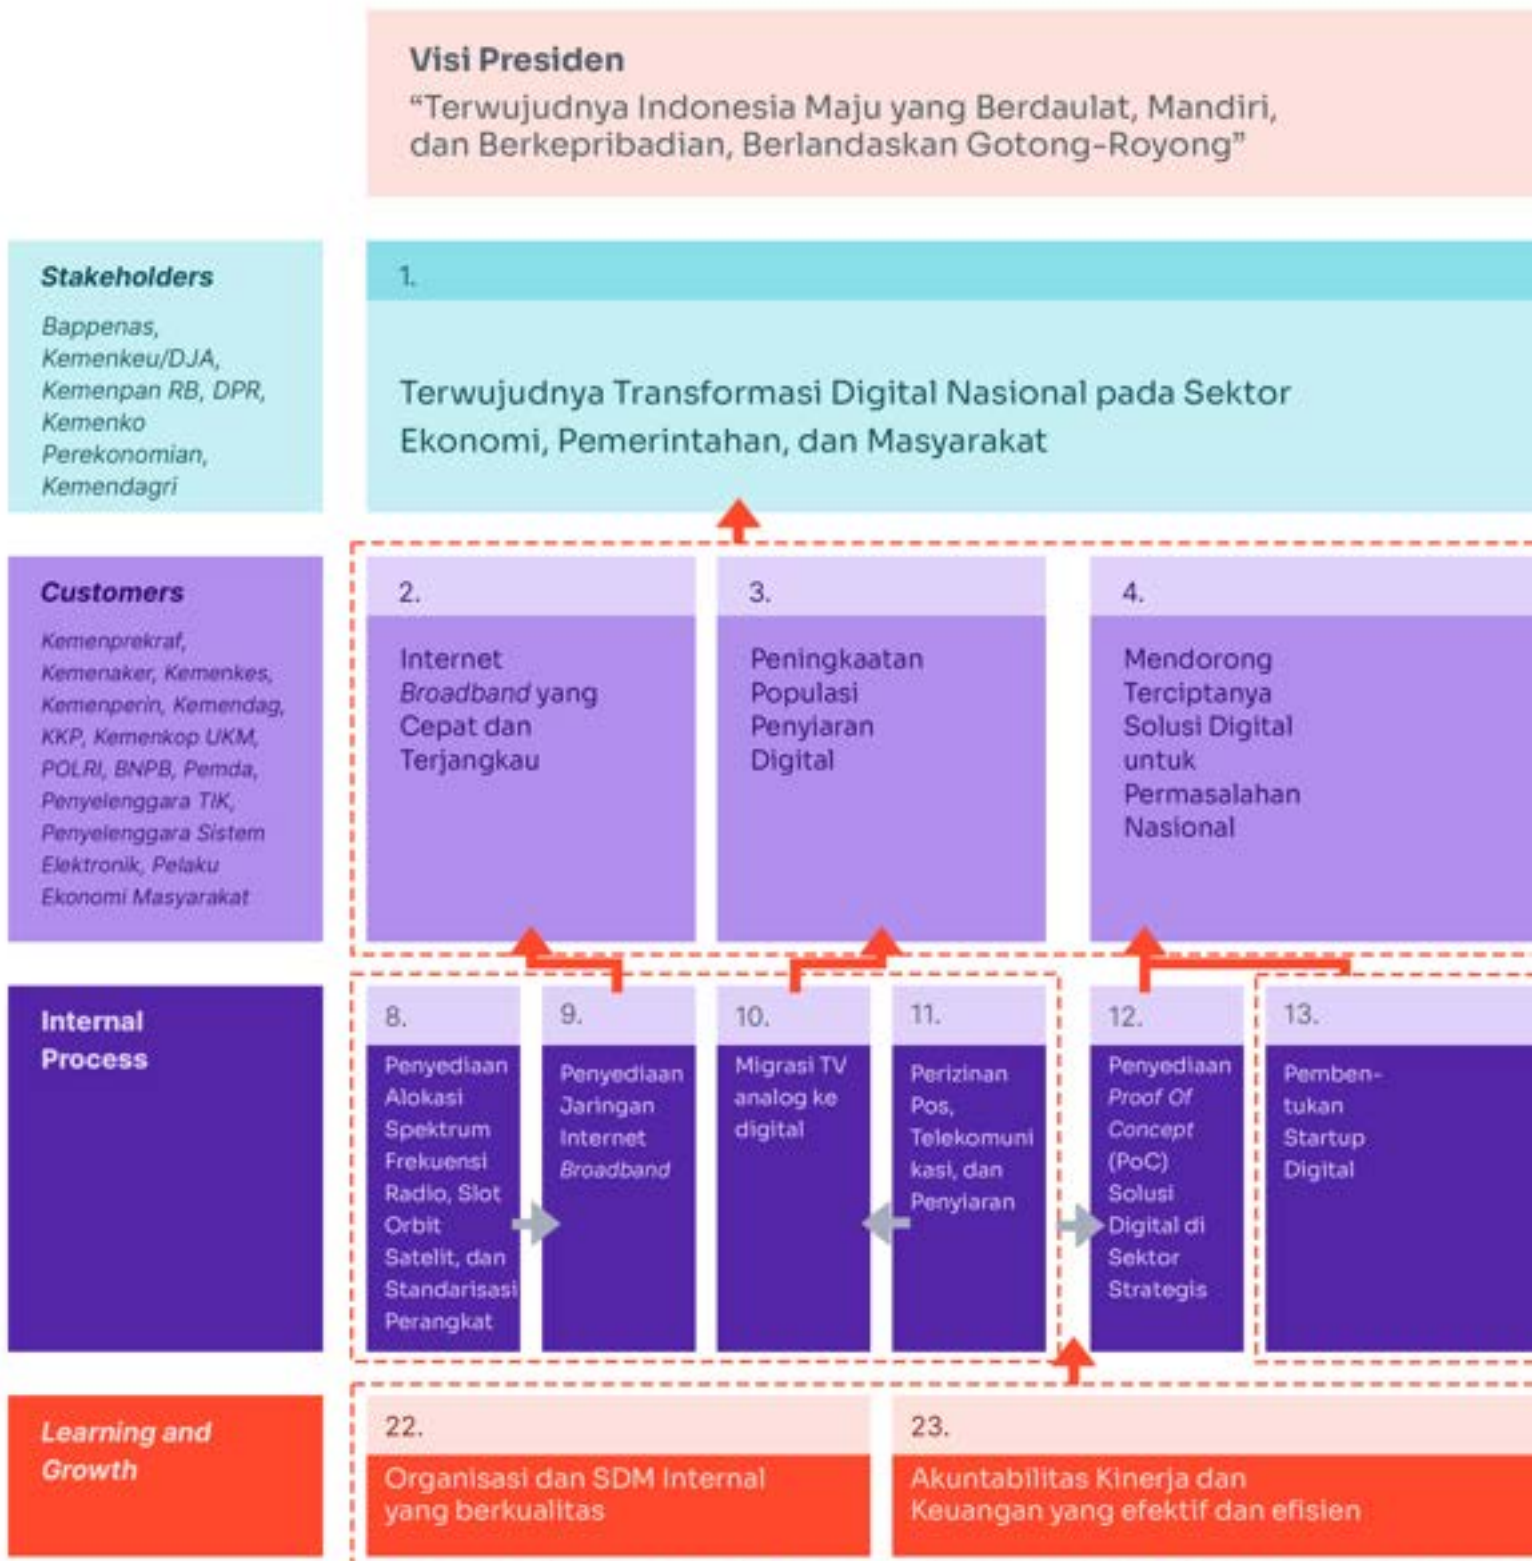 Visi Presiden
“Terwujudnya Indonesia Maju yang Berdaulat, Mandiri,
dan Berkepribadian, Berlandaskan Gotong-Royong”
Stakeholders
Bappenas,
Kemenkeu/DJA,
Kemenpan RB, DPR,
Kemenko
Perekonomian,
Kemendagri
1.
Terwujudnya Transformasi Digital Nasional pada Sektor
Ekonomi, Pemerintahan, dan Masyarakat
Customers
Kemenprekraf,
Kemenaker, Kemenkes,
Kemenperin, Kemendag,
KKP, Kemenkop UKM,
POLRI, BNPB, Pemda,
Penyelenggara TIK,
Penyelenggara Sistem
Elektronik, Pelaku
Ekonomi Masyarakat
2.
Internet
Broadband yang
Cepat dan
Terjangkau
3.
Peningkaatan
Populasi
Penyiaran
Digital
4.
Mendorong
Terciptanya
Solusi Digital
untuk
Permasalahan
Nasional
Internal
Process
8.
Penyediaan
Alokasi
Spektrum
Frekuensi
Radio, Slot
Orbit
Satelit, dan
Standarisasi
Perangkat
9.
Penyediaan
Jaringan
Internet
Broadband
10.
Migrasi TV
analog ke
digital
11.
Perizinan
Pos,
Telekomuni
kasi, dan
Penyiaran
12.
Penyediaan
Proof Of
Concept
(PoC)
Solusi
Digital di
Sektor
Strategis
13.
Pemben-
tukan
Startup
Digital
Learning and
Growth
22.
Organisasi dan SDM Internal
yang berkualitas
23.
Akuntabilitas Kinerja dan
Keuangan yang efektif dan efisien